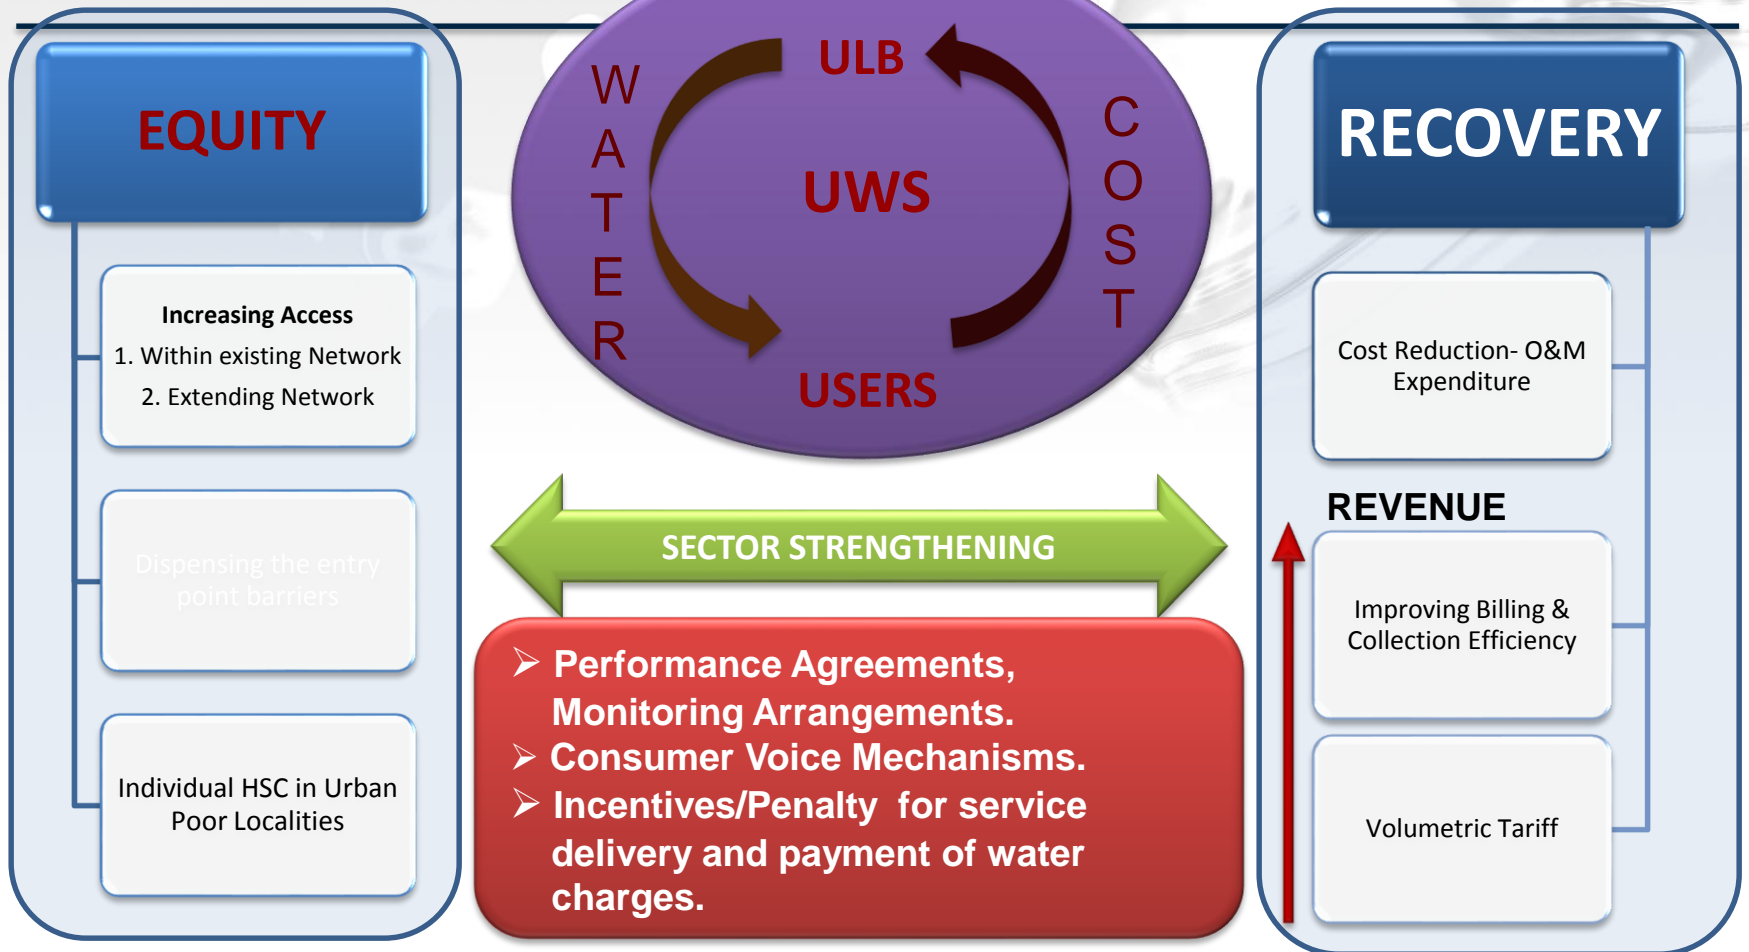 EQUITY
Increasing Access
1. Within existing Network
2. Extending Network
Dispensing the entry
point barriers
Individual HSC in Urban
Poor Localities
WATER
ULB
UWS
USERS
COST
SECTOR STRENGTHENING
➢ Performance Agreements,
Monitoring Arrangements.
➢ Consumer Voice Mechanisms.
➢ Incentives/Penalty for service
delivery and payment of water
charges.
RECOVERY
Cost Reduction- O&M
Expenditure
REVENUE
Improving Billing &
Collection Efficiency
Volumetric Tariff